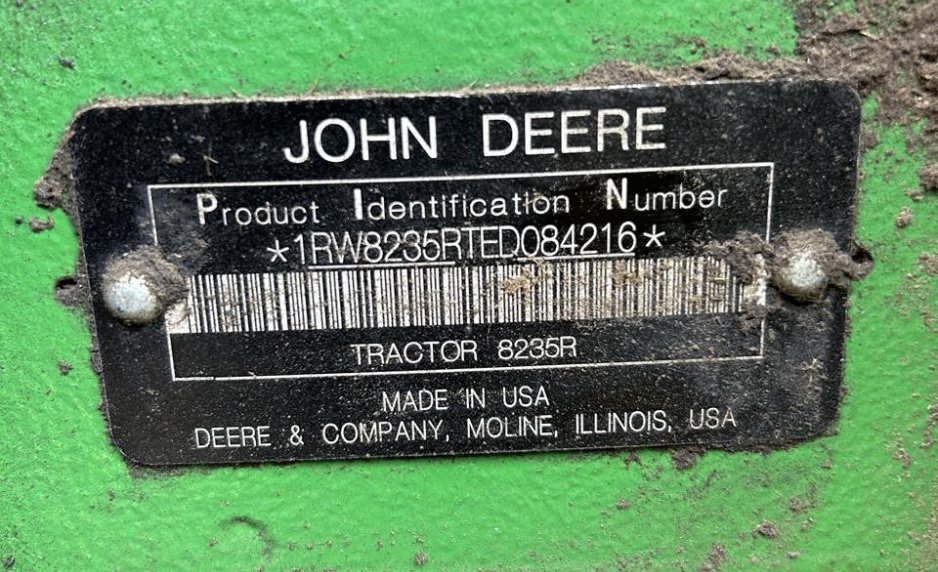 JOHN DEERE
Product Identification Number
*1RW8235RTED084216*
TRACTOR 8235R
MADE IN USA
DEERE & COMPANY, MOLINE, ILLINOIS, USA